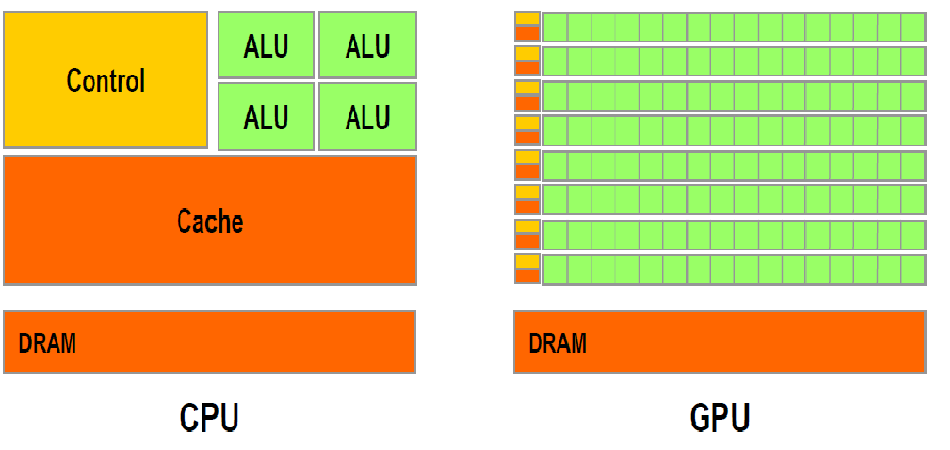 Control
ALU ALU
ALU ALU
Cache
DRAM
CPU
DRAM
GPU